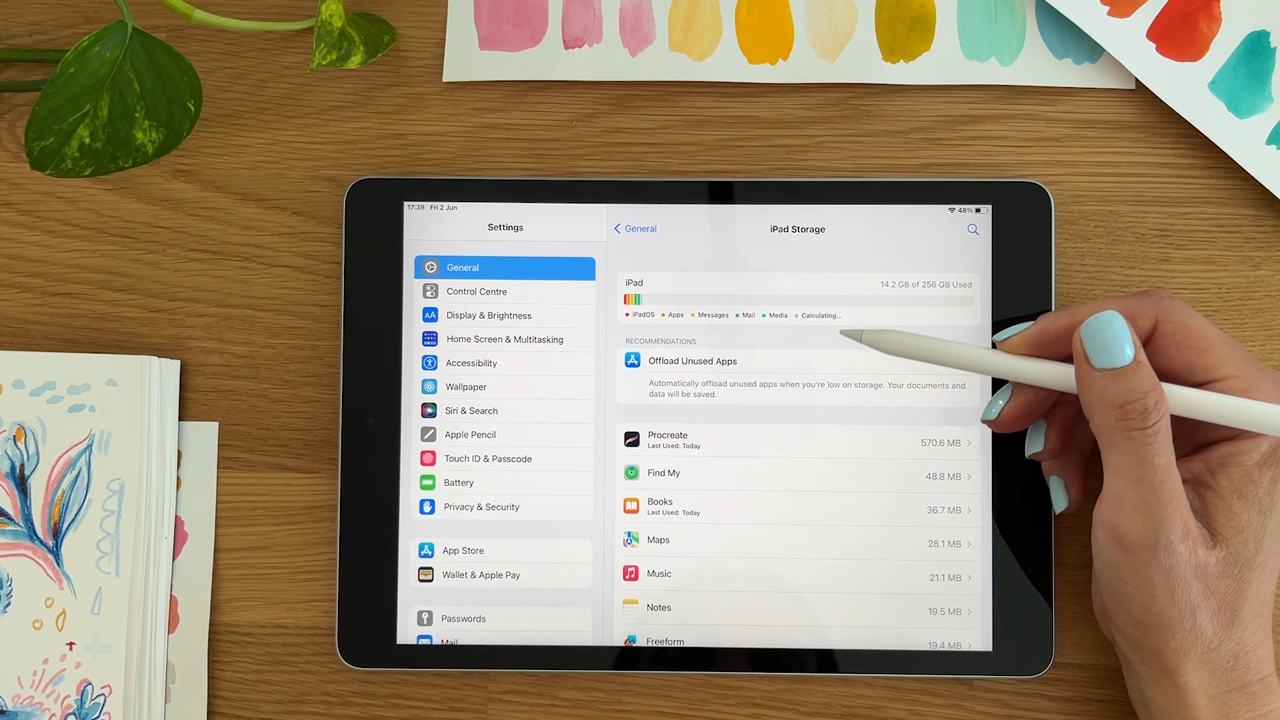 17:39 Fri 2 Jun
48%
Settings
General
Control Centre
AA Display & Brightness
Home Screen & Multitasking
Accessibility
Wallpaper
Siri & Search
Apple Pencil
Touch ID & Passcode
Battery
Privacy & Security
App Store
Wallet & Apple Pay
Passwords
Mail
General
iPad Storage
iPad
14.2 GB of 256 GB Used
iPadOS Apps Messages Mail Media Calculating...
RECOMMENDATIONS
Offload Unused Apps
Automatically offload unused apps when you're low on storage. Your documents and
data will be saved.
Procreate
Last Used: Today
570.6 MB
Find My
48.8 MB
Books
Last Used: Today
36.7 MB
Maps
28.1 MB
Music
21.1 MB
Notes
19.5 MB
Freeform
19.4 MB